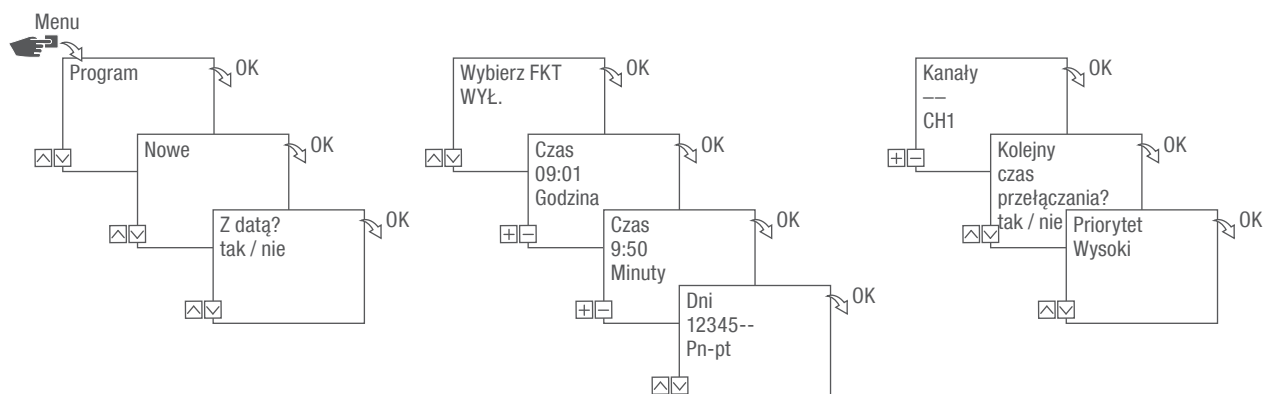 Menu
Program
OK
Nowe
OK
Z datą?
tak / nie
OK
Wybierz FKT
WYŁ.
OK
Czas
09:01
Godzina
OK
Czas
9:50
Minuty
OK
Dni
12345--
Pn-pt
OK
Kanały
––
CH1
OK
Kolejny
czas
przełączania?
tak / nie
OK
Priorytet
Wysoki
OK